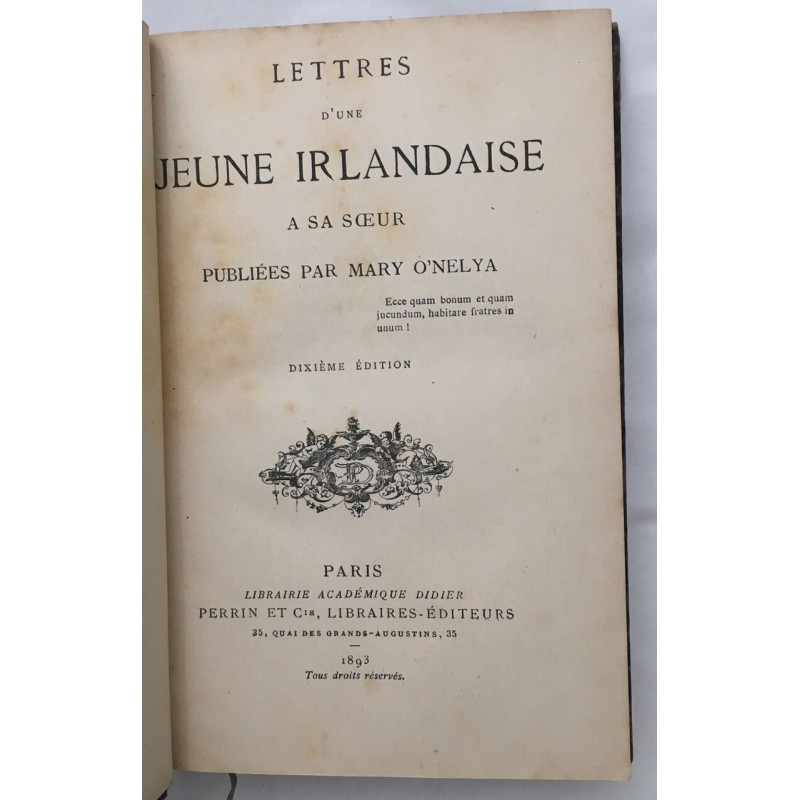 LETTRES
D'UNE
JEUNE IRLANDAISE
A SA SŒUR
PUBLIÉES PAR MARY O'NELYA
Ecce quam bonum et quam
jucundum, habitare fratres in
unum !
DIXIÈME ÉDITION
PD
PARIS
LIBRAIRIE ACADÉMIQUE DIDIER
PERRIN ET Cie, LIBRAIRES-ÉDITEURS
35, QUAI DES GRANDS-AUGUSTINS, 35
1893
Tous droits réservés.